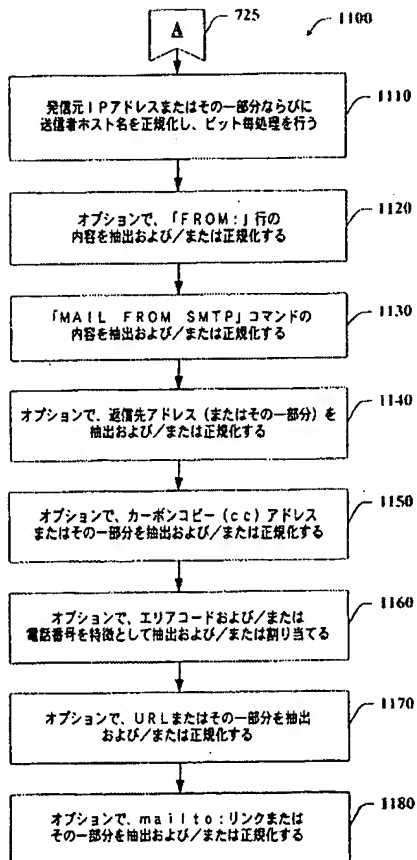 A
725
1100
発信元IPアドレスまたはその一部分ならびに
送信者ホスト名を正規化し、ビット毎処理を行う
1110
オプションで、「FROM:」行の
内容を抽出および/または正規化する
1120
「MAIL FROM SMTP」コマンドの
内容を抽出および/または正規化する
1130
オプションで、返信先アドレス(またはその一部分)を
抽出および/または正規化する
1140
オプションで、カーボンコピー(cc)アドレス
またはその一部分を抽出および/または正規化する
1150
オプションで、エリアコードおよび/または
電話番号を特徴として抽出および/または割り当てる
1160
オプションで、URLまたはその一部分を抽出
および/または正規化する
1170
オプションで、mailto:リンクまたは
その一部分を抽出および/または正規化する
1180